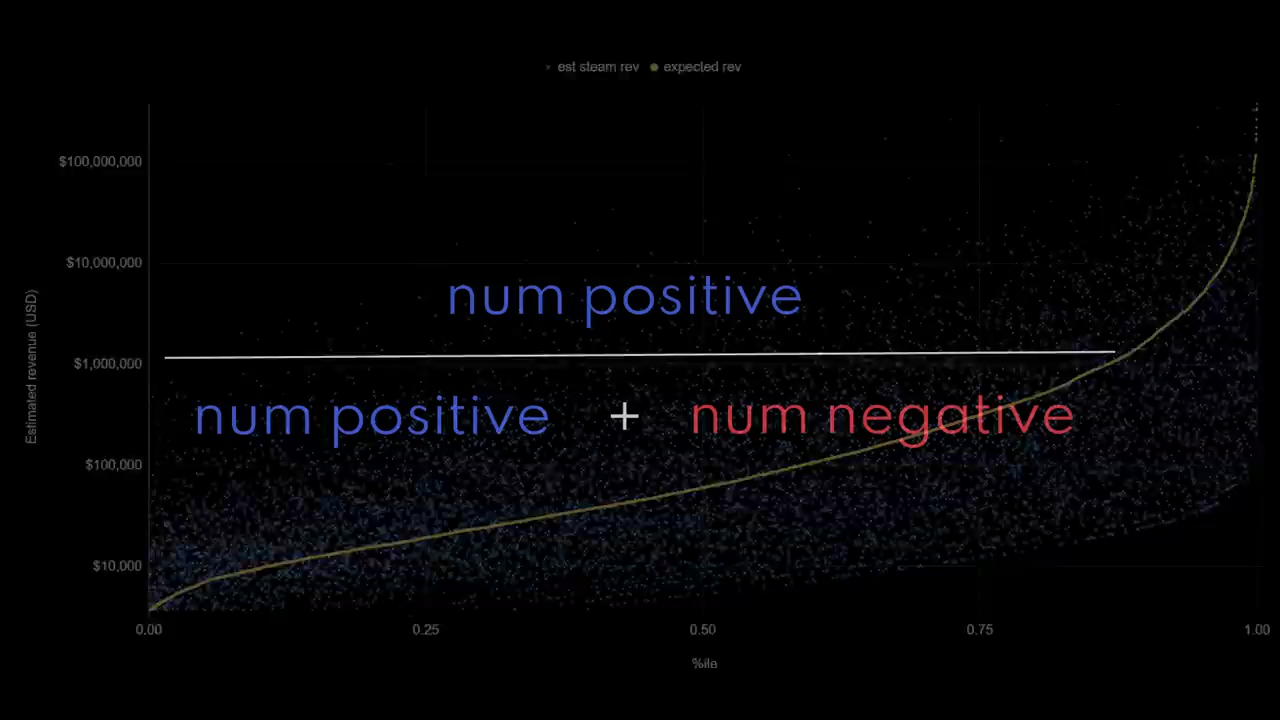 est steam rev expected rev
$100,000,000
$10,000,000
num positive
$1,000,000
num positive + num negative
$100,000
$10,000
Estimated revenue (USD)
0.00 0.25 0.50 0.75 1.00
%ile